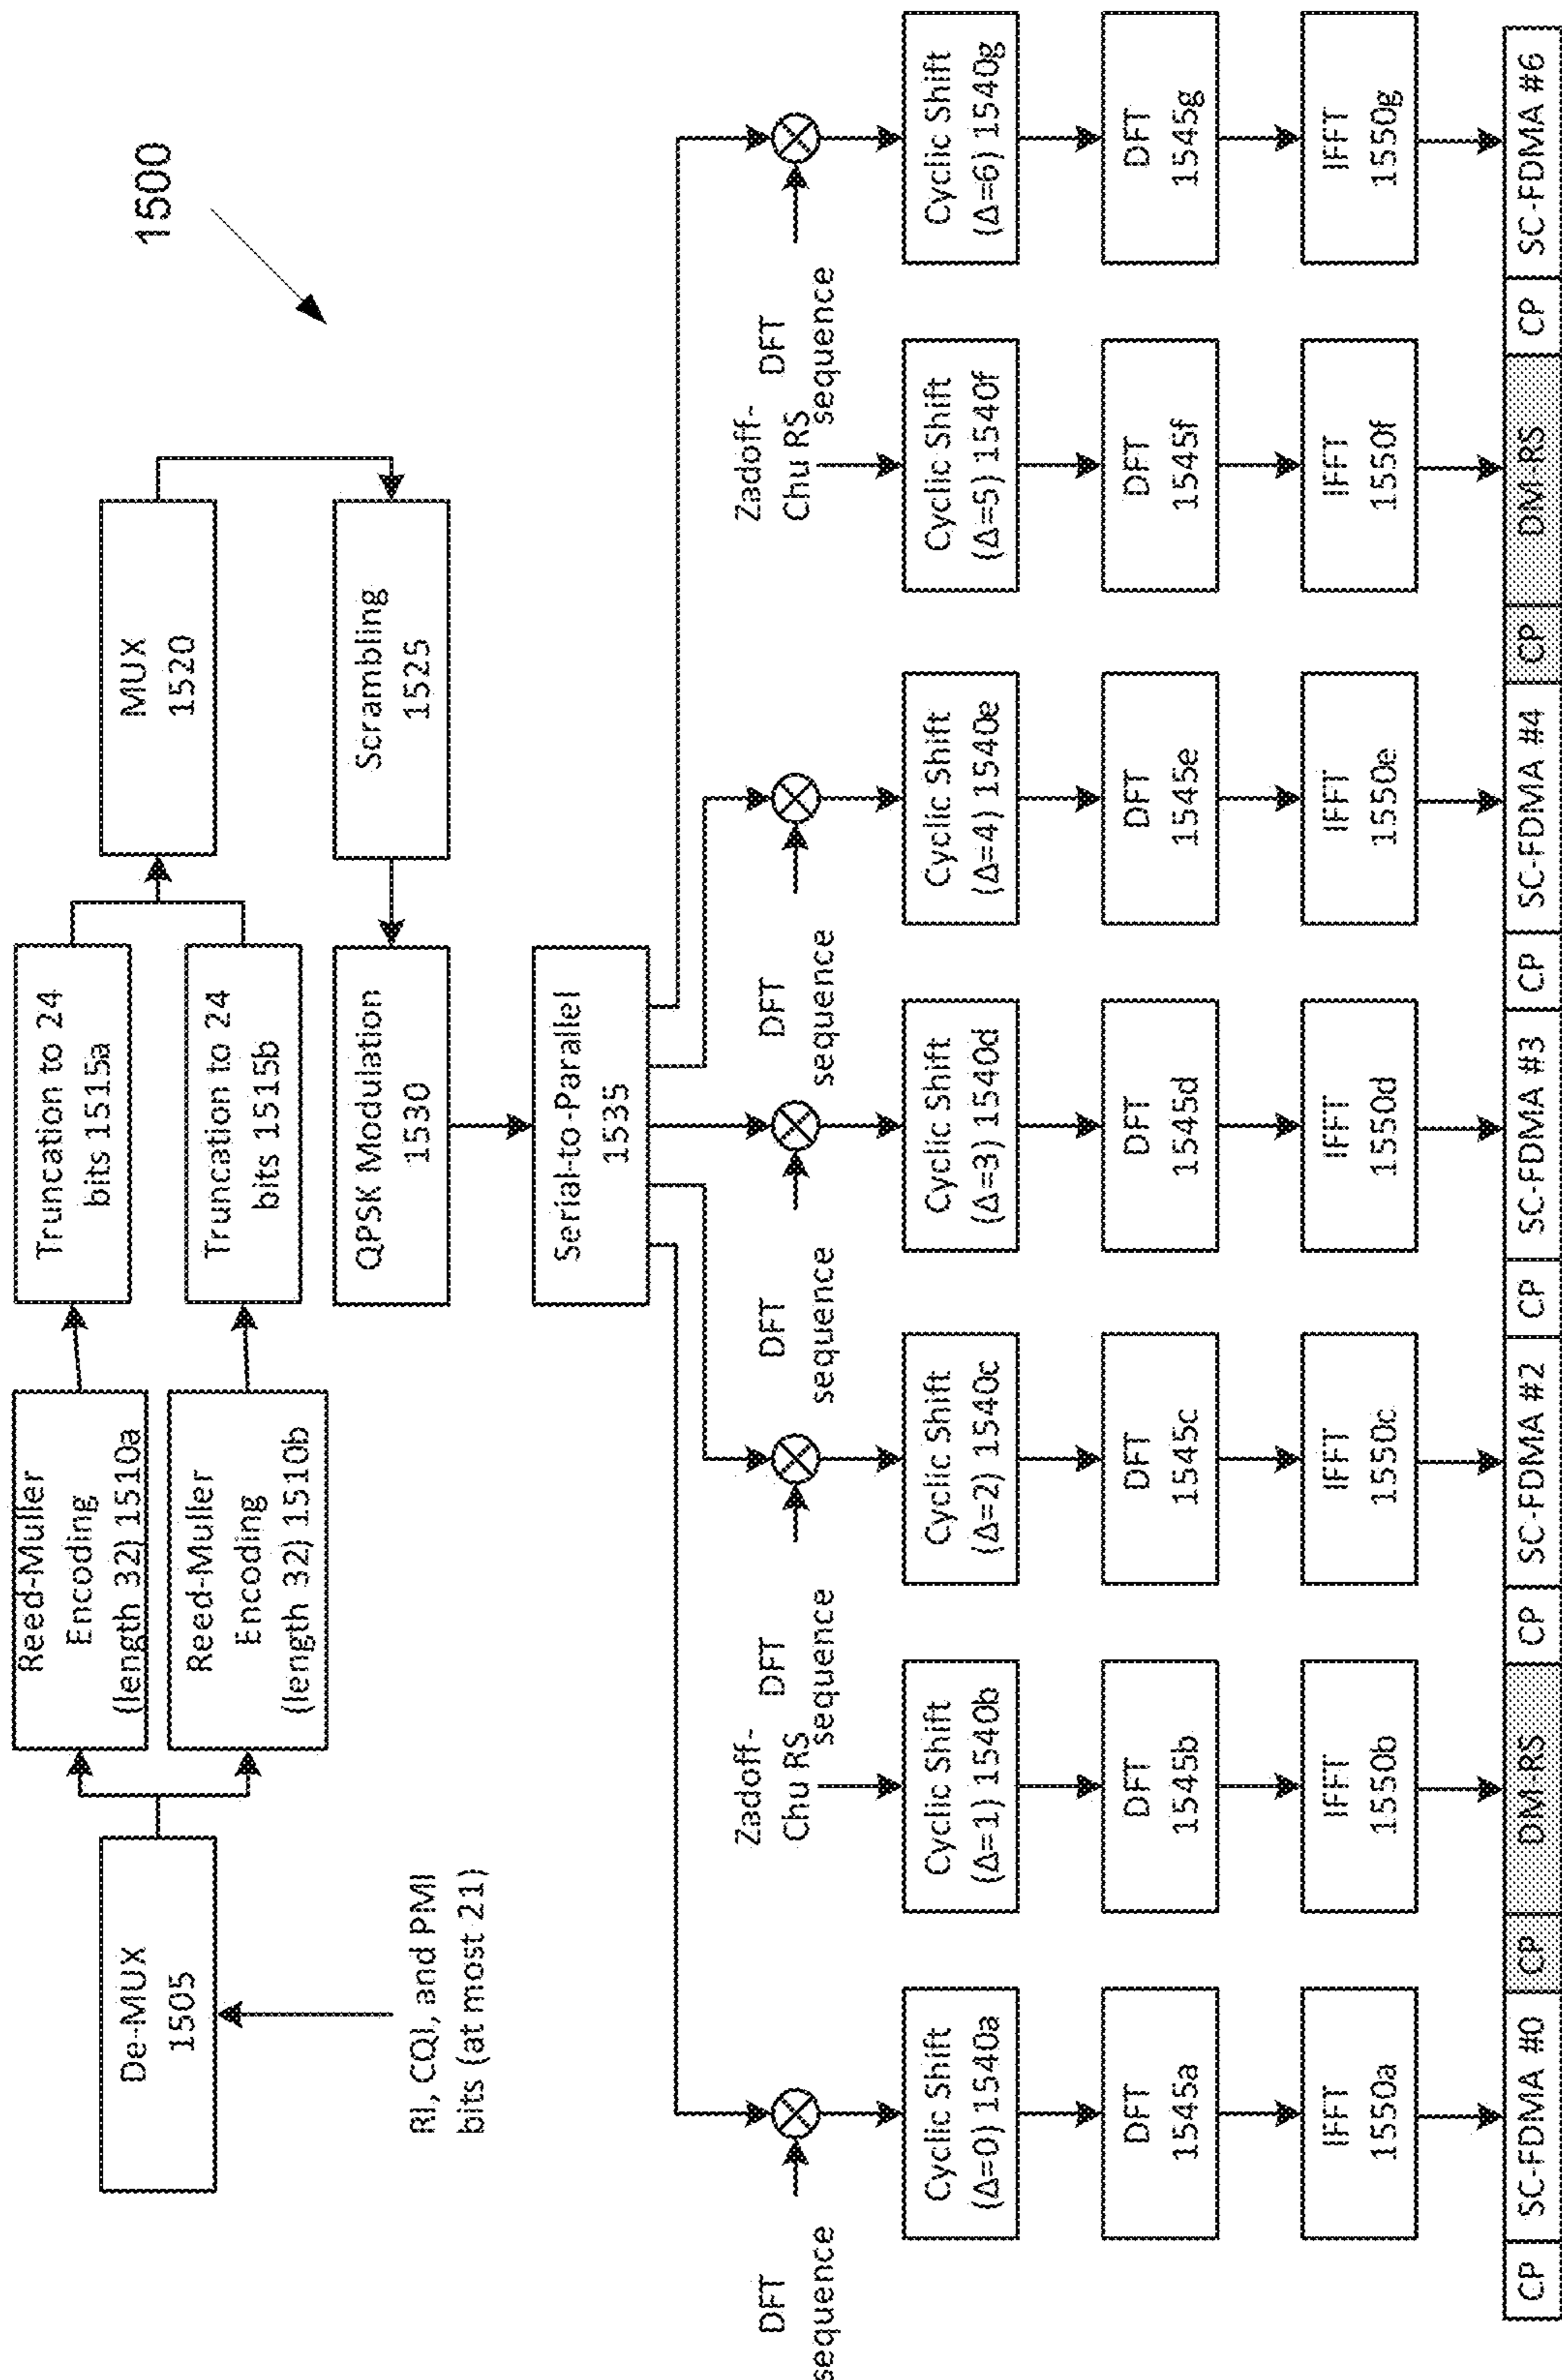 1500
De-MUX
1505
RI, CQI, and PMI
bits (at most 21)
Reed-Muller
Encoding
(length 32) 1510a
Reed-Muller
Encoding
(length 32) 1510b
Truncation to 24
bits 1515a
Truncation to 24
bits 1515b
MUX
1520
Scrambling
1525
QPSK Modulation
1530
Serial-to-Parallel
1535
DFT
sequence
Zadoff-
Chu RS
DFT
sequence
DFT
sequence
DFT
sequence
Zadoff-
Chu RS
DFT
sequence
Cyclic Shift
(Δ=0) 1540a
Cyclic Shift
(Δ=1) 1540b
Cyclic Shift
(Δ=2) 1540c
Cyclic Shift
(Δ=3) 1540d
Cyclic Shift
(Δ=4) 1540e
Cyclic Shift
(Δ=5) 1540f
Cyclic Shift
(Δ=6) 1540g
DFT
1545a
DFT
1545b
DFT
1545c
DFT
1545d
DFT
1545e
DFT
1545f
DFT
1545g
IFFT
1550a
IFFT
1550b
IFFT
1550c
IFFT
1550d
IFFT
1550e
IFFT
1550f
IFFT
1550g
CP SC-FDMA #0 CP DM-RS CP SC-FDMA #2 CP SC-FDMA #3 CP SC-FDMA #4 CP DM-RS CP SC-FDMA #6